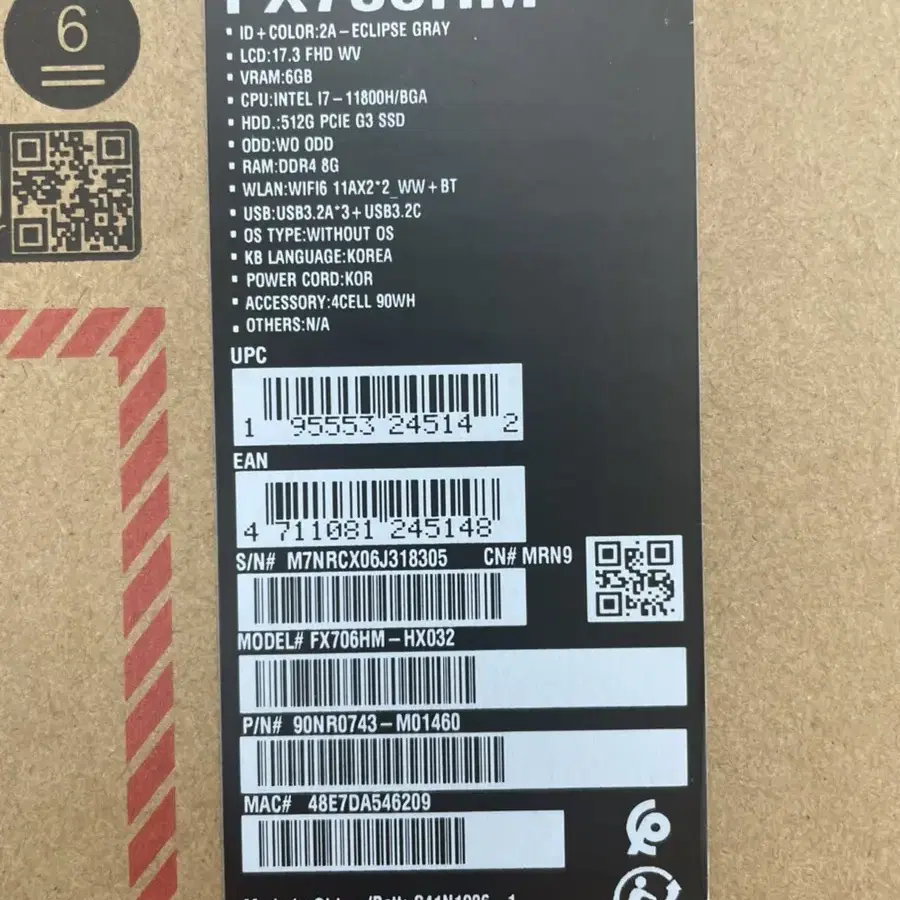 6
FX706HM
• ID+COLOR:2A-ECLIPSE GRAY
• LCD:17.3 FHD WV
• VRAM:6GB
• CPU:INTEL I7-11800H/BGA
• HDD.:512G PCIE G3 SSD
• ODD:WO ODD
• RAM:DDR4 8G
• WLAN:WIFI6 11AX2*2_WW+BT
• USB:USB3.2A*3+USB3.2C
• OS TYPE:WITHOUT OS
• KB LANGUAGE:KOREA
• POWER CORD:KOR
• ACCESSORY:4CELL 90WH
• OTHERS:N/A
UPC
1 95553 24514 2
EAN
4 711081 245148
S/N# M7NRCX06J318305 CN# MRN9
MODEL# FX706HM-HX032
P/N# 90NR0743-M01460
MAC# 48E7DA546209